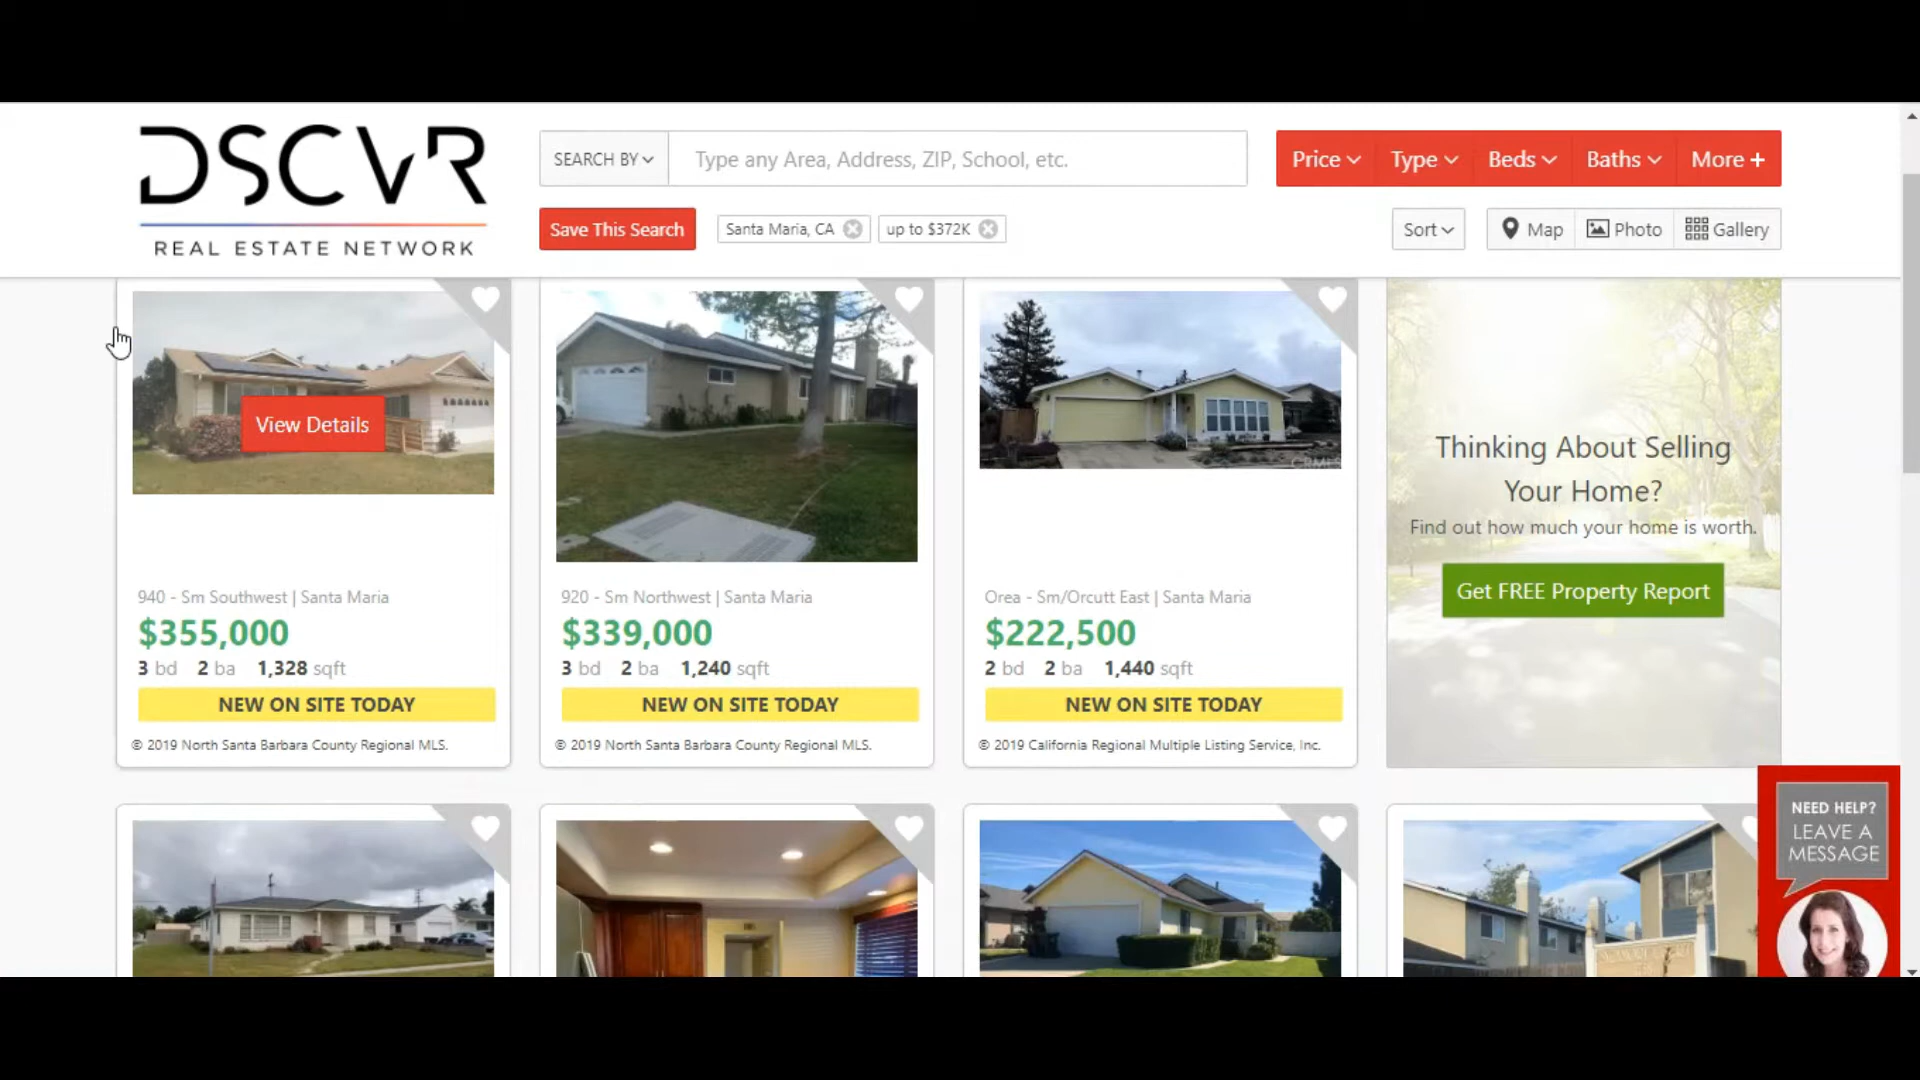 DSCVR
REAL ESTATE NETWORK
SEARCH BY
Type any Area, Address, ZIP, School, etc.
Price
Type
Beds
Baths
More +
Save This Search
Santa Maria, CA
up to $372K
Sort
Map
Photo
Gallery
View Details
940 - Sm Southwest | Santa Maria
$355,000
3 bd 2 ba 1,328 sqft
NEW ON SITE TODAY
© 2019 North Santa Barbara County Regional MLS.
920 - Sm Northwest | Santa Maria
$339,000
3 bd 2 ba 1,240 sqft
NEW ON SITE TODAY
© 2019 North Santa Barbara County Regional MLS.
CRMLS
Orea - Sm/Orcutt East | Santa Maria
$222,500
2 bd 2 ba 1,440 sqft
NEW ON SITE TODAY
© 2019 California Regional Multiple Listing Service, Inc.
Thinking About Selling
Your Home?
Find out how much your home is worth.
Get FREE Property Report
NEED HELP?
LEAVE A
MESSAGE